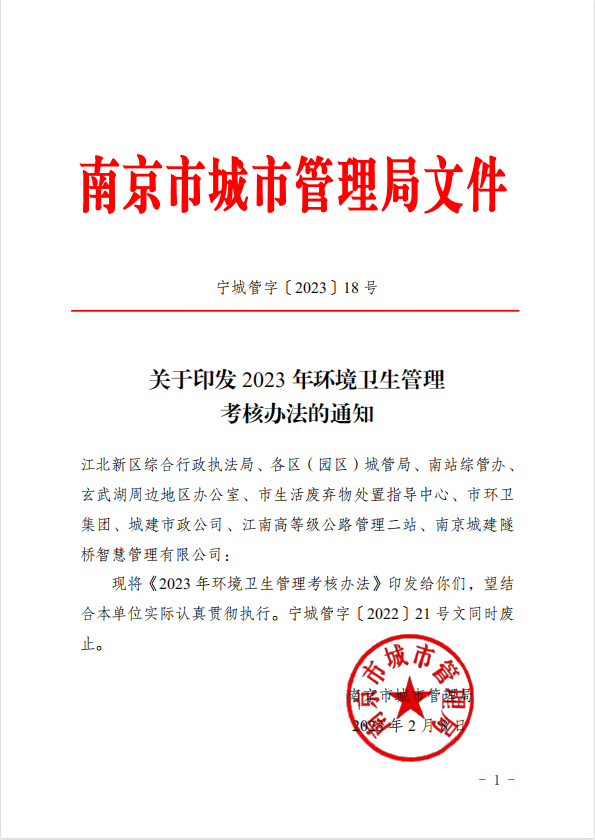 南京市城市管理局文件
宁城管字〔2023〕18 号
关于印发 2023 年环境卫生管理
考核办法的通知
江北新区综合行政执法局、各区（园区）城管局、南站综管办、
玄武湖周边地区办公室、市生活废弃物处置指导中心、市环卫
集团、城建市政公司、江南高等级公路管理二站、南京城建隧
桥智慧管理有限公司：
现将《2023 年环境卫生管理考核办法》印发给你们，望结
合本单位实际认真贯彻执行。宁城管字〔2022〕21 号文同时废
止。
南京市城市管理局
南京市城市管理局
2023 年 2 月 8 日
- 1 -